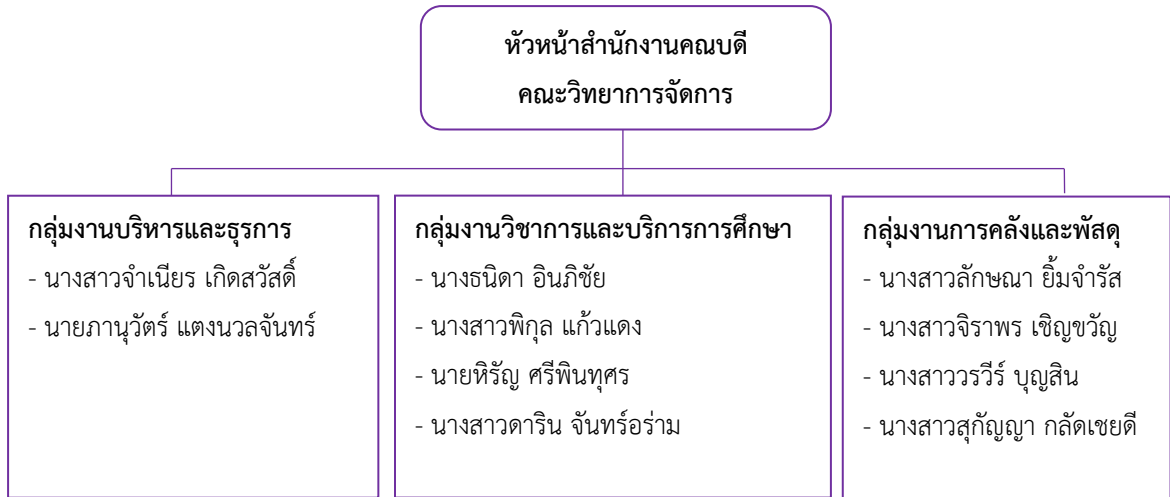 หัวหน้าสำนักงานคณบดี
คณะวิทยาการจัดการ
กลุ่มงานบริหารและธุรการ
- นางสาวจำเนียร เกิดสวัสดิ์
- นายภานุวัตร์ แตงนวลจันทร์
กลุ่มงานวิชาการและบริการการศึกษา
- นางธนิดา อินภิชัย
- นางสาวพิกุล แก้วแดง
- นายหิรัญ ศรีพินทุศร
- นางสาวดาริน จันทร์อร่าม
กลุ่มงานการคลังและพัสดุ
- นางสาวลักษณา ยิ้มจำรัส
- นางสาวจิราพร เชิญขวัญ
- นางสาววรวีร์ บุญสิน
- นางสาวสุกัญญา กลัดเชยดี